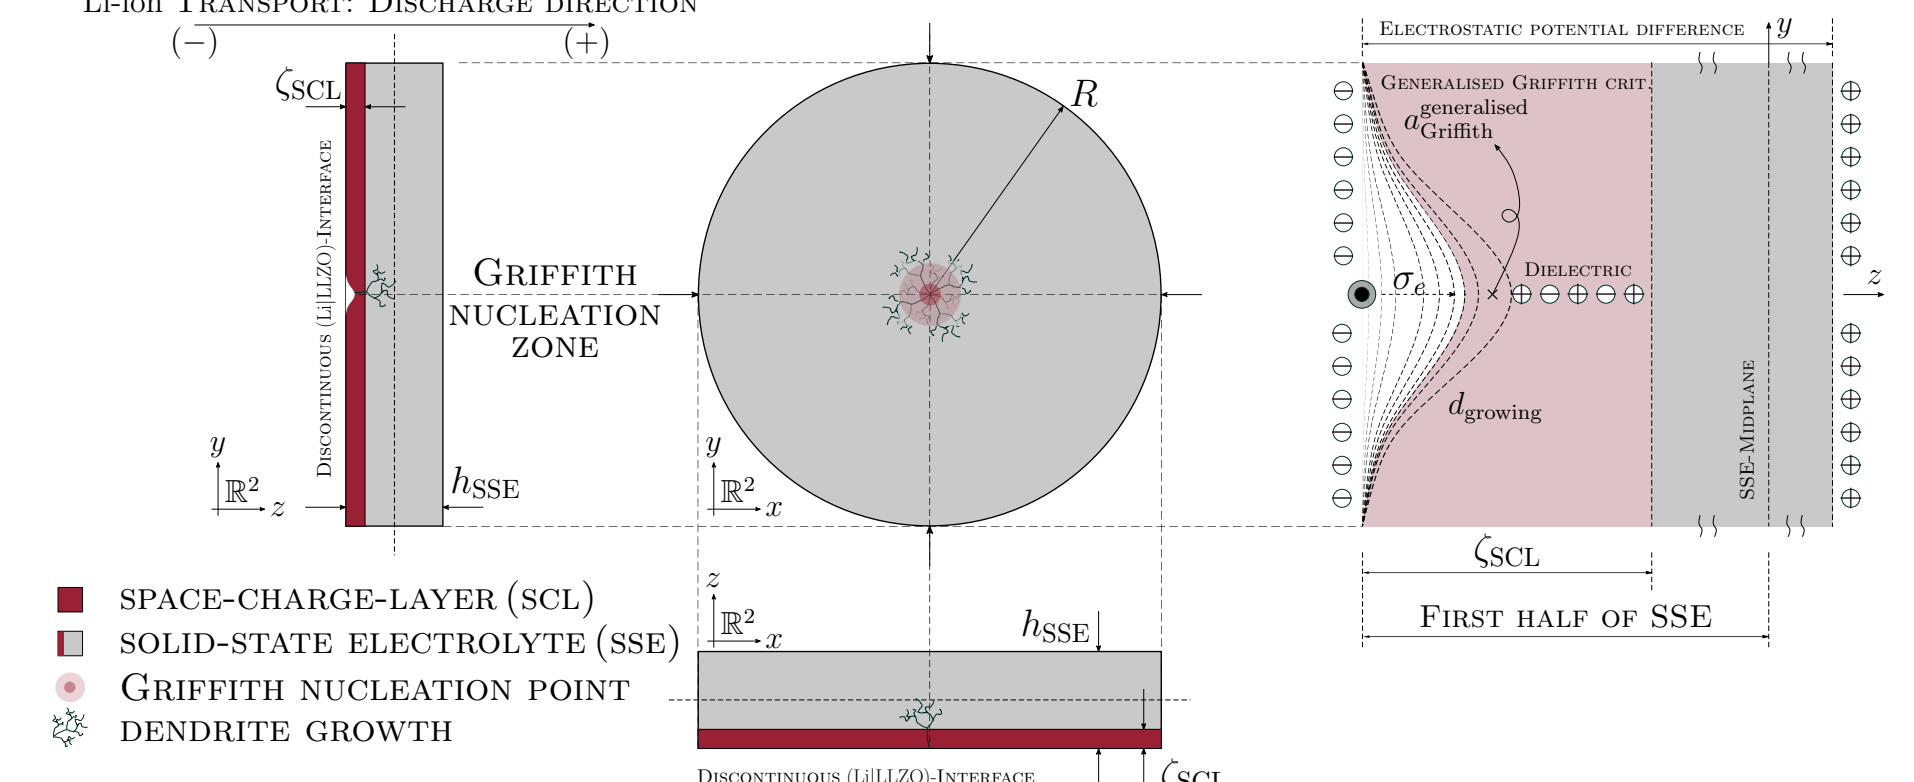 Li-ion Transport: Discharge direction
(−) (+)
ζSCL
Discontinuous (Li|LLZO)-Interface
y
ℝ²
z
hSSE
Griffith
nucleation
zone
R
y
ℝ²
x
Electrostatic potential difference
y
Generalised Griffith crit.
a generalised Griffith
Dielectric
σe
z
dgrowing
SSE-Midplane
ζSCL
First half of SSE
space-charge-layer (scl)
solid-state electrolyte (sse)
Griffith nucleation point
dendrite growth
z
ℝ²
x
hSSE
Discontinuous (Li|LLZO)-Interface
ζSCL